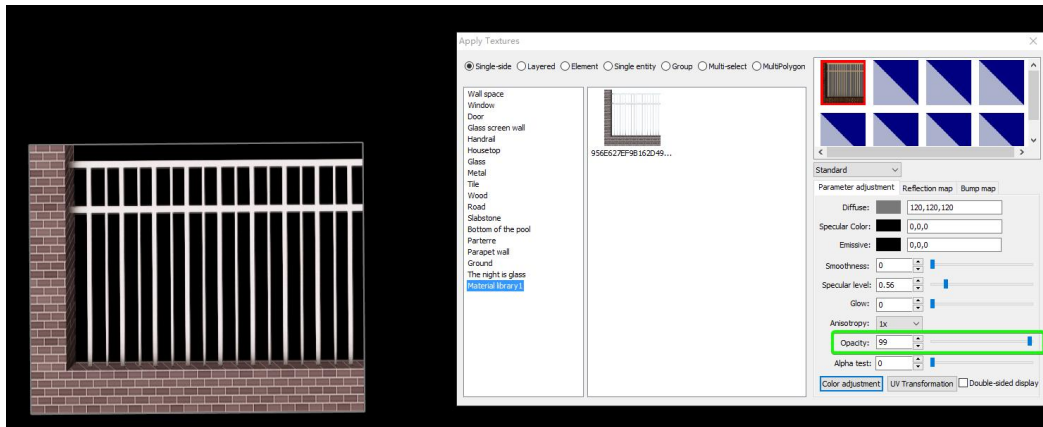 Apply Textures
Single-side Layered Element Single entity Group Multi-select MultiPolygon
Wall space
Window
Door
Glass screen wall
Handrail
Housetop
Glass
Metal
Tile
Wood
Road
Slabstone
Bottom of the pool
Parterre
Parapet wall
Ground
The night is glass
Material library1
956E627EF9B162D49...
Standard
Parameter adjustment Reflection map Bump map
Diffuse: 120,120,120
Specular Color: 0,0,0
Emissive: 0,0,0
Smoothness: 0
Specular level: 0.56
Glow: 0
Anisotropy: 1x
Opacity: 99
Alpha test: 0
Color adjustment UV Transformation Double-sided display